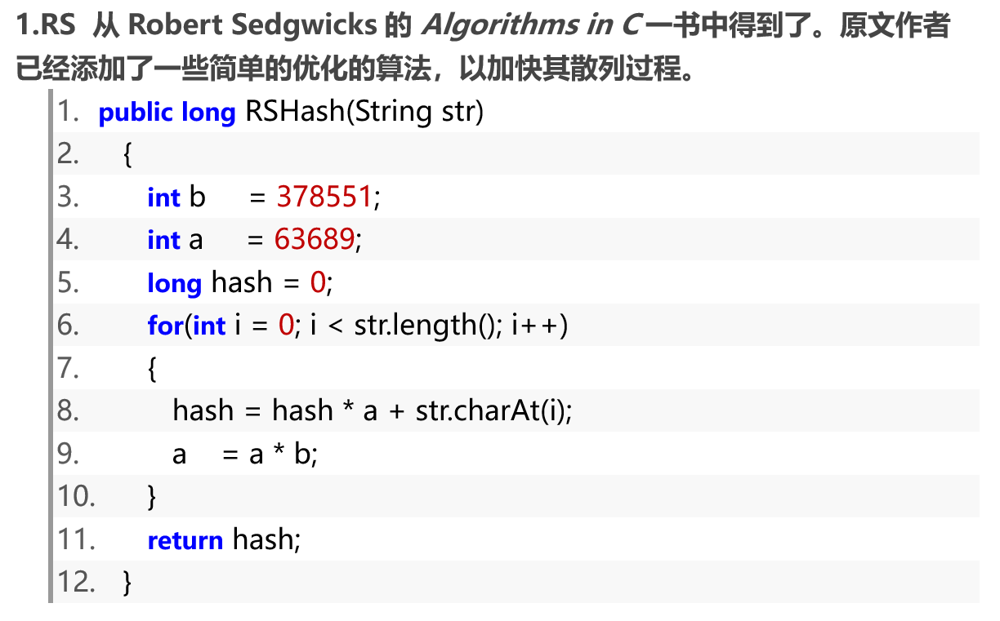 1.RS 从 Robert Sedgwicks 的 Algorithms in C 一书中得到了。原文作者
已经添加了一些简单的优化的算法，以加快其散列过程。
1. public long RSHash(String str)
2. {
3. int b = 378551;
4. int a = 63689;
5. long hash = 0;
6. for(int i = 0; i < str.length(); i++)
7. {
8. hash = hash * a + str.charAt(i);
9. a = a * b;
10. }
11. return hash;
12. }